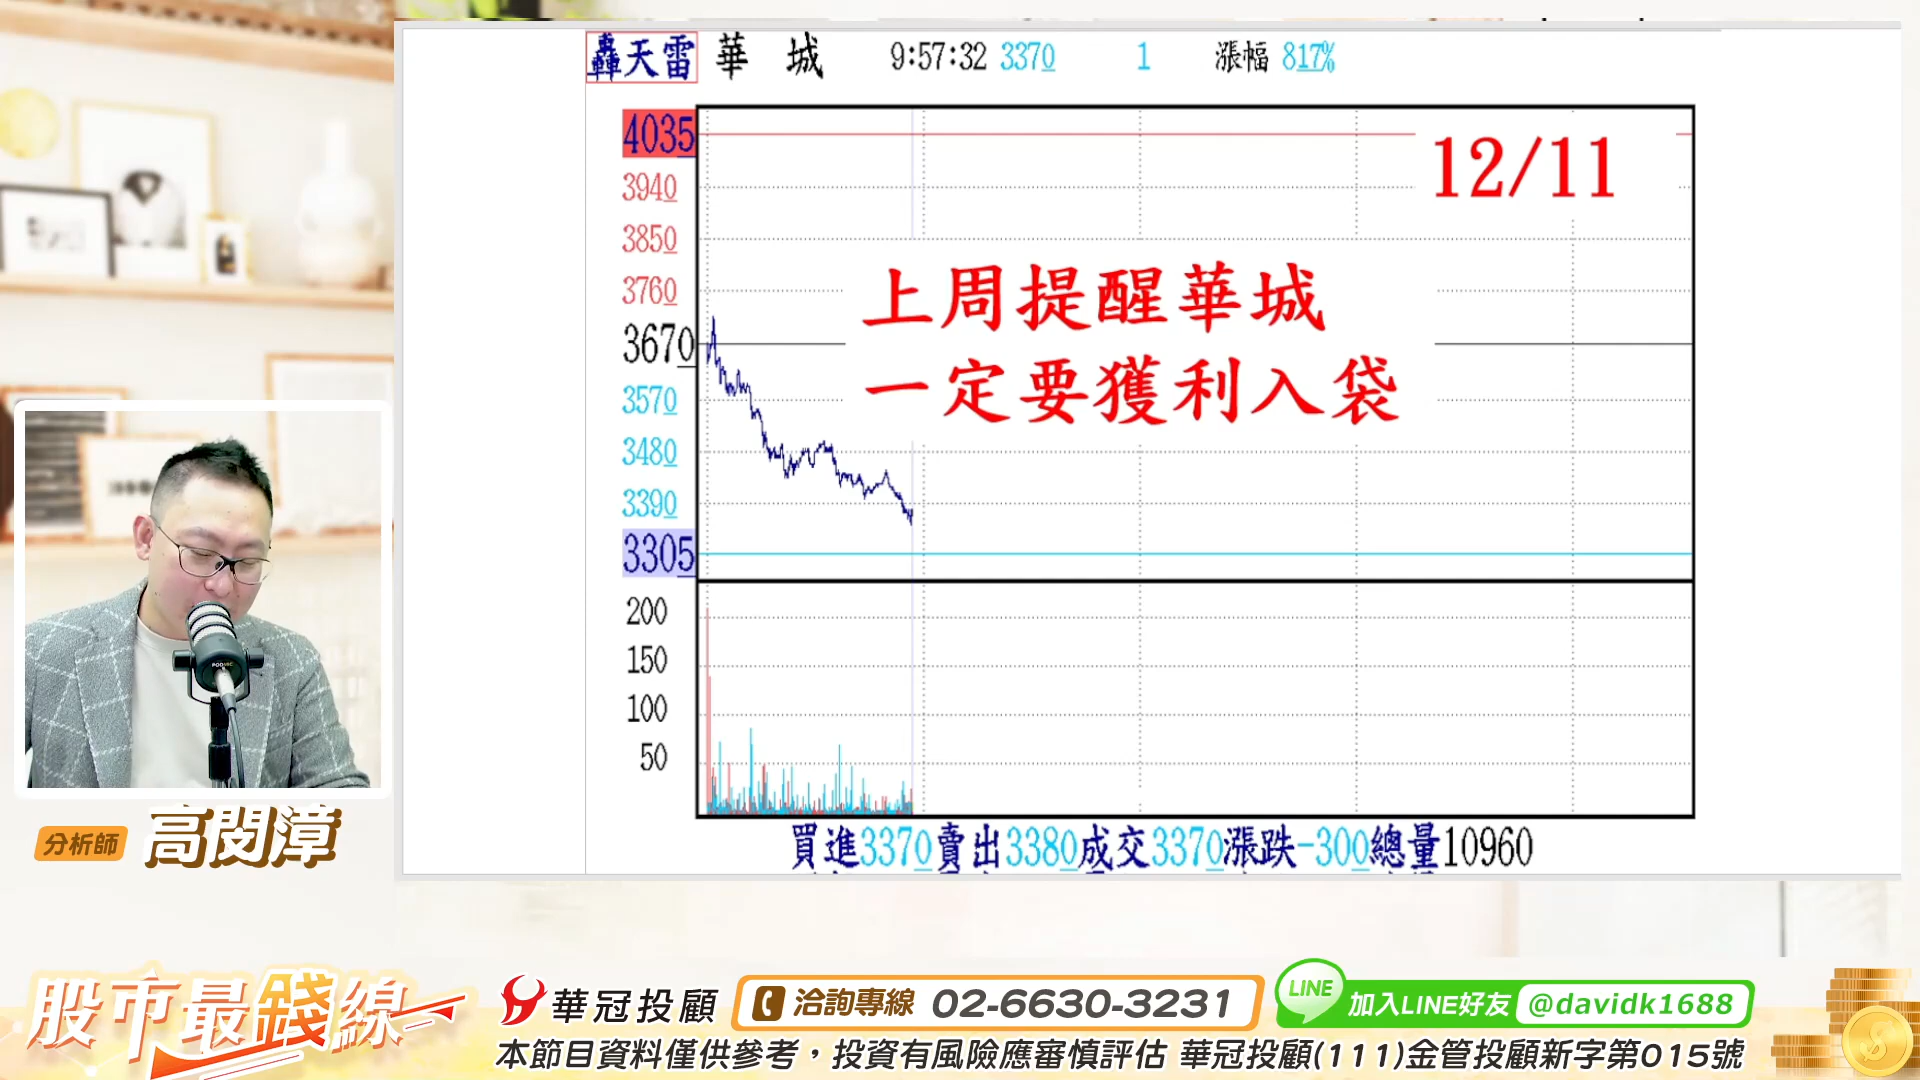 轟天雷 華 城 9:57:32 3370 1 漲幅 817%
4035
3940
3850
3760
3670
3570
3480
3390
3305
200
150
100
50
12/11
上周提醒華城
一定要獲利入袋
買進3370賣出3380成交3370漲跌-300總量10960
分析師 高閔漳
股市最錢線
華冠投顧 洽詢專線 02-6630-3231 LINE 加入LINE好友 @davidk1688
本節目資料僅供參考，投資有風險應審慎評估 華冠投顧(111)金管投顧新字第015號